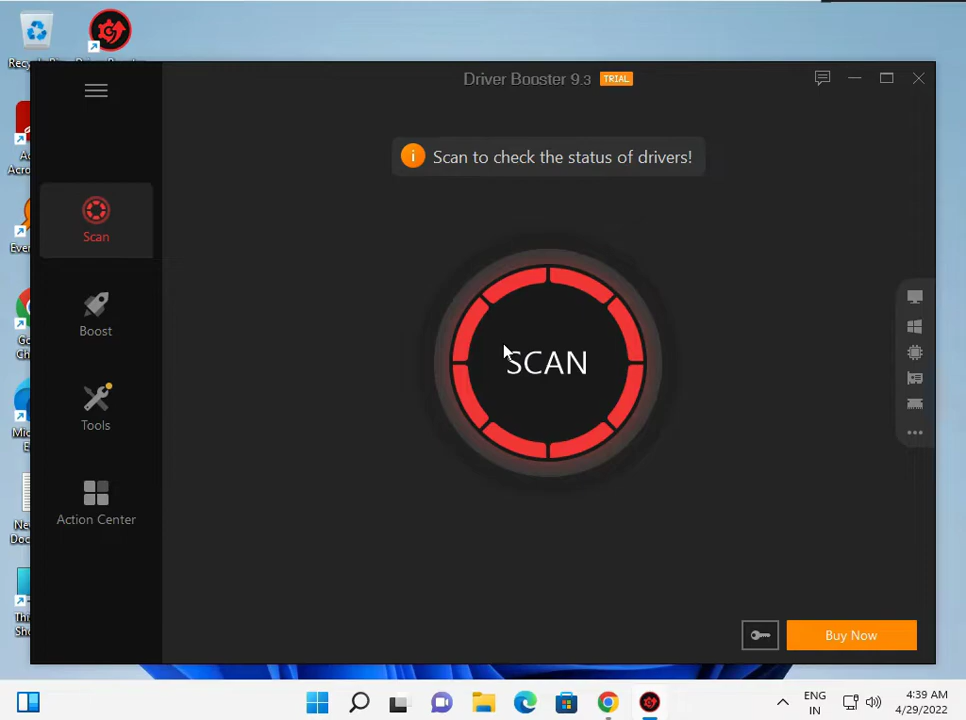 Driver Booster 9.3 TRIAL
i Scan to check the status of drivers!
Scan
SCAN
Boost
Tools
Action Center
Buy Now
ENG
IN
4:39 AM
4/29/2022